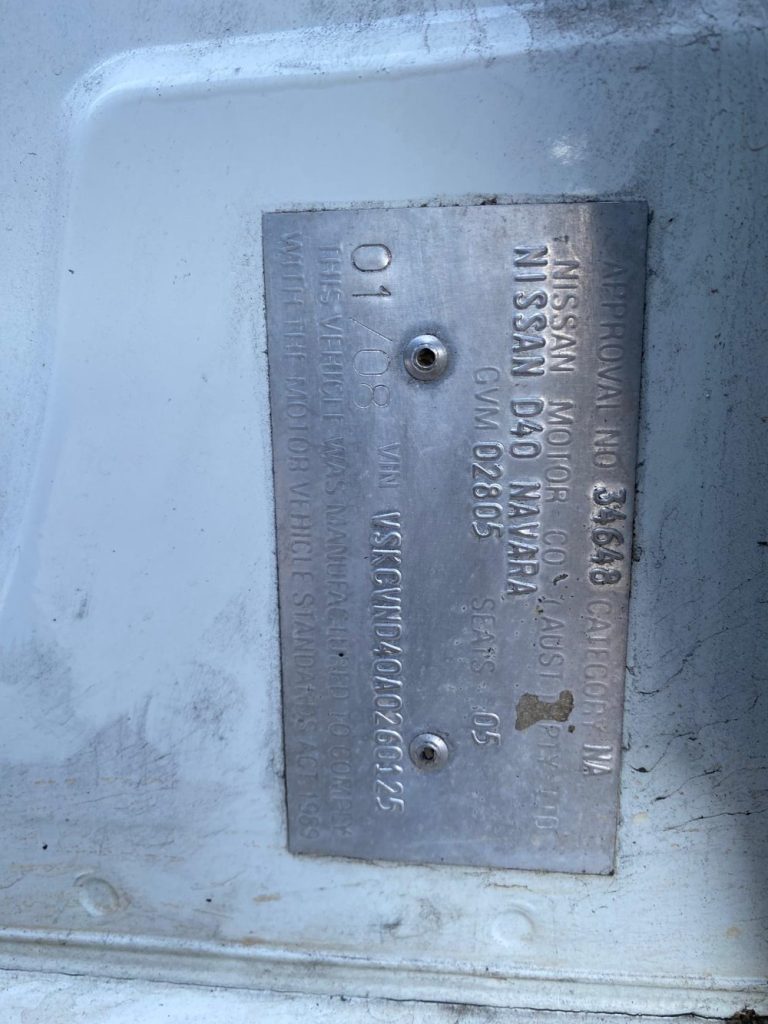 APPROVAL NO 34648 CATEGORY NA
NISSAN MOTOR CO (AUST) PTY LTD
NISSAN D40 NAVARA
GVM 02805 SEATS 05
01/08 VIN VSKCVND40A0260125
THIS VEHICLE WAS MANUFACTURED TO COMPLY
WITH THE MOTOR VEHICLE STANDARDS ACT 1989